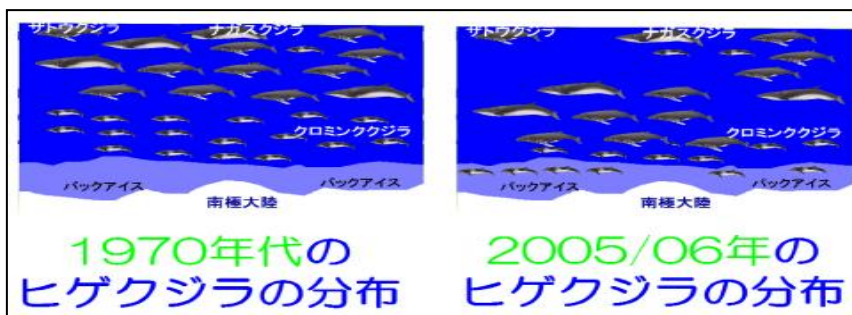 サトウクジラ
ナガスクジラ
クロミンククジラ
パックアイス
パックアイス
南極大陸
1970年代の
ヒゲクジラの分布
サトウクジラ
ナガスクジラ
クロミンククジラ
パックアイス
パックアイス
南極大陸
2005/06年の
ヒゲクジラの分布